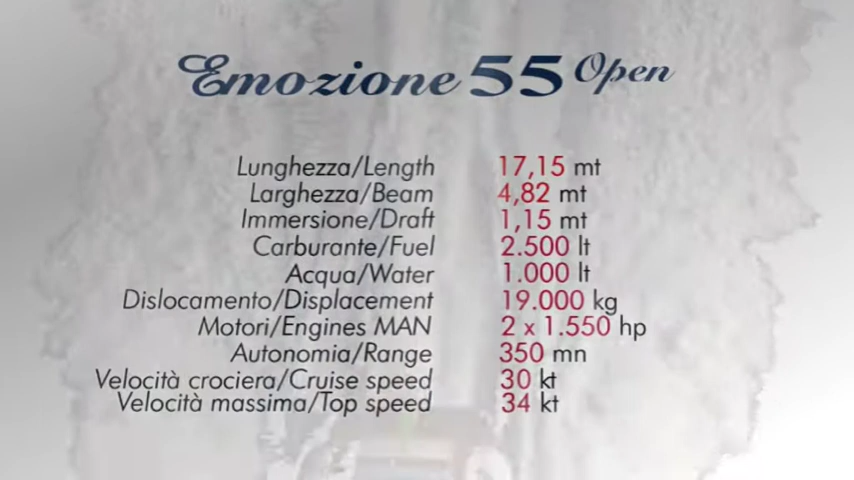 Emozione 55 Open
Lunghezza/Length 17,15 mt
Larghezza/Beam 4,82 mt
Immersione/Draft 1,15 mt
Carburante/Fuel 2.500 lt
Acqua/Water 1.000 lt
Dislocamento/Displacement 19.000 kg
Motori/Engines MAN 2 x 1.550 hp
Autonomia/Range 350 mn
Velocità crociera/Cruise speed 30 kt
Velocità massima/Top speed 34 kt